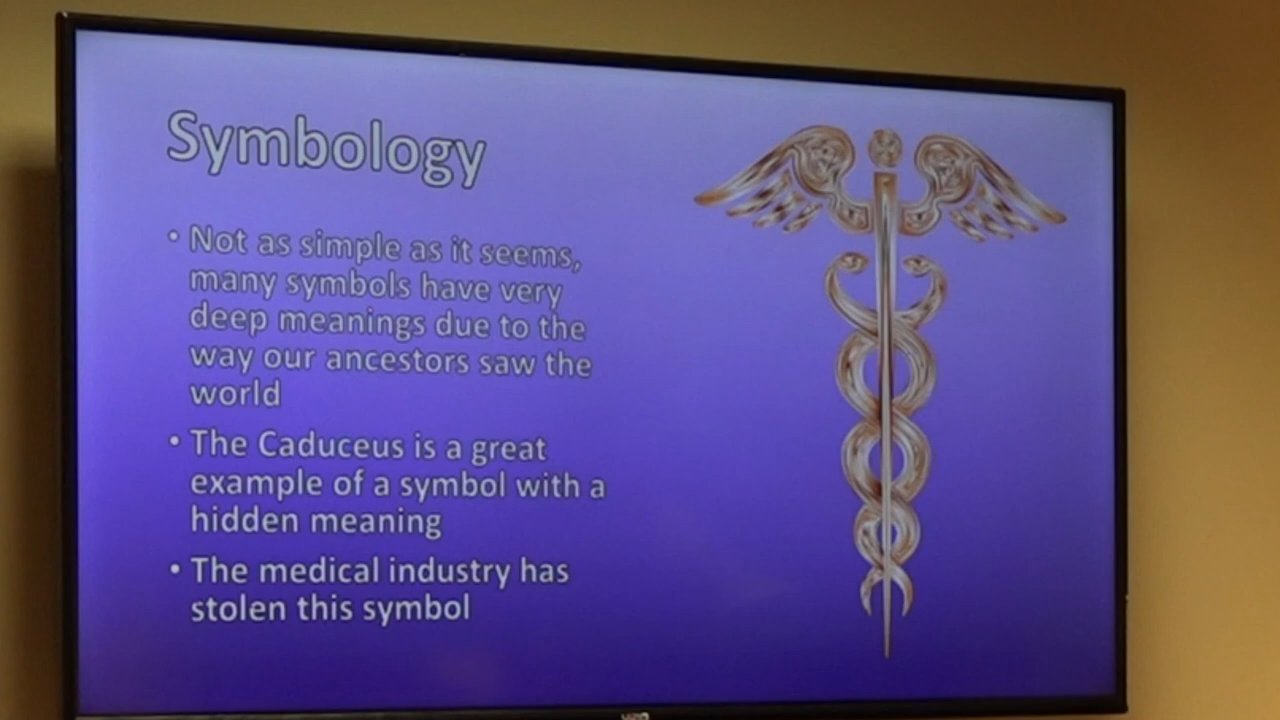 Symbology
• Not as simple as it seems,
many symbols have very
deep meanings due to the
way our ancestors saw the
world
• The Caduceus is a great
example of a symbol with a
hidden meaning
• The medical industry has
stolen this symbol
VIZIO